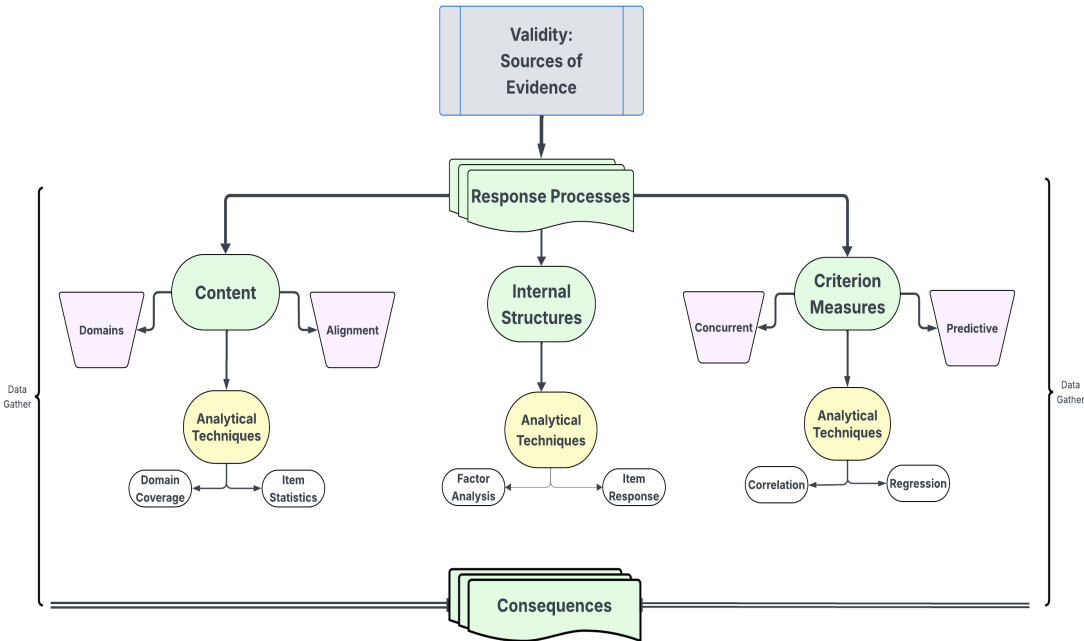 Validity:
Sources of
Evidence
Response Processes
Content
Domains
Alignment
Internal
Structures
Criterion
Measures
Concurrent
Predictive
Data
Gather
Data
Gather
Analytical
Techniques
Analytical
Techniques
Analytical
Techniques
Domain
Coverage
Item
Statistics
Factor
Analysis
Item
Response
Correlation
Regression
Consequences